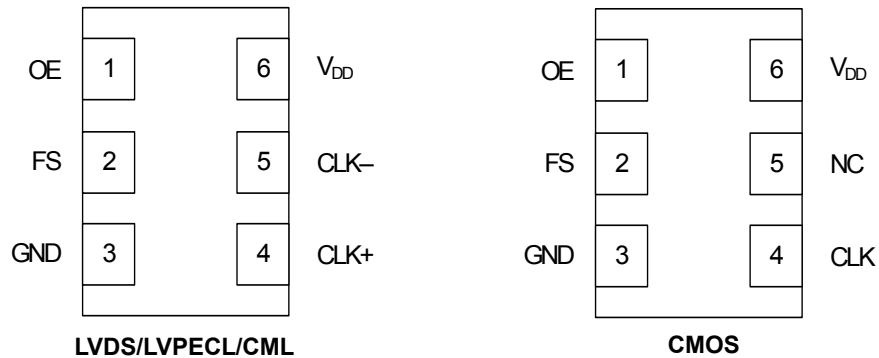 OE 1 6 VDD
FS 2 5 CLK–
GND 3 4 CLK+
LVDS/LVPECL/CML
OE 1 6 VDD
FS 2 5 NC
GND 3 4 CLK
CMOS